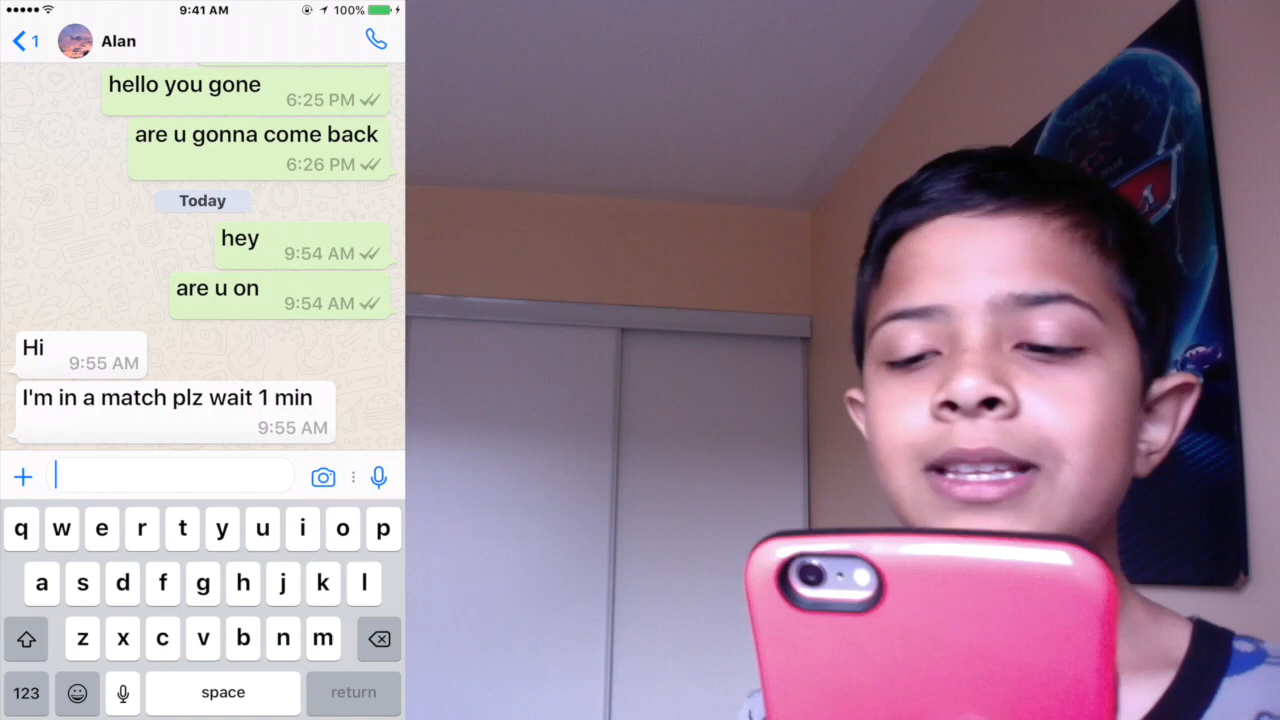 9:41 AM
100%
1
Alan
hello you gone
6:25 PM
are u gonna come back
6:26 PM
Today
hey
9:54 AM
are u on
9:54 AM
Hi
9:55 AM
I'm in a match plz wait 1 min
9:55 AM
q w e r t y u i o p
a s d f g h j k l
z x c v b n m
123 space return